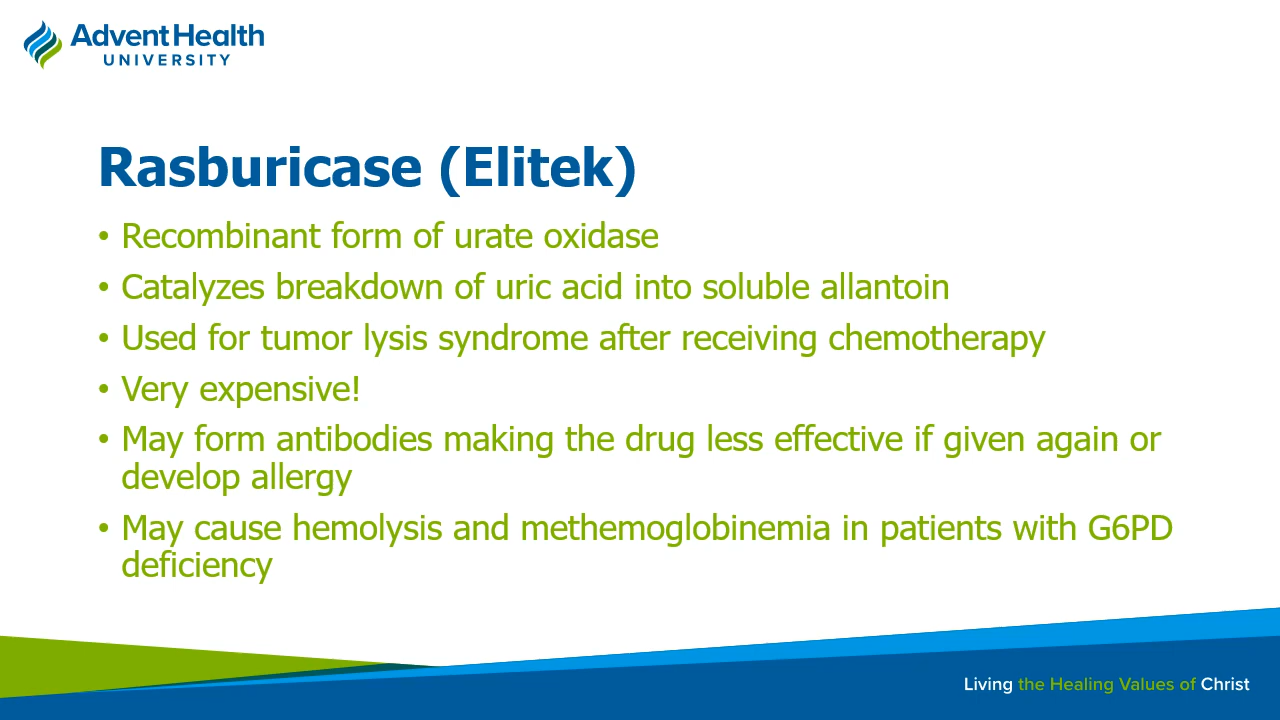 AdventHealth
UNIVERSITY
Rasburicase (Elitek)
• Recombinant form of urate oxidase
• Catalyzes breakdown of uric acid into soluble allantoin
• Used for tumor lysis syndrome after receiving chemotherapy
• Very expensive!
• May form antibodies making the drug less effective if given again or
develop allergy
• May cause hemolysis and methemoglobinemia in patients with G6PD
deficiency
Living the Healing Values of Christ